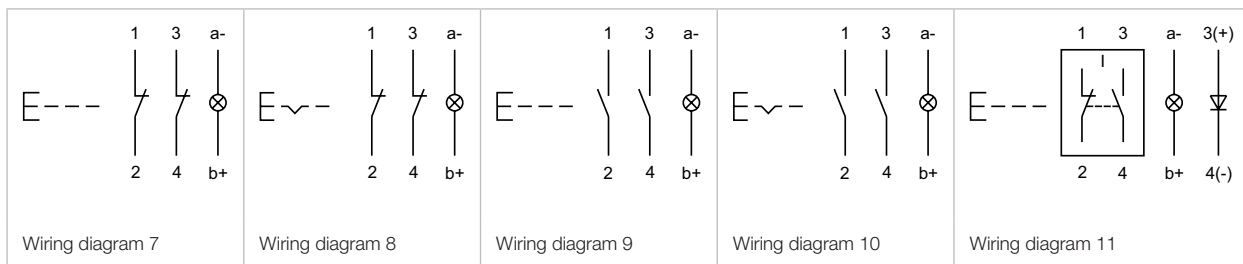 1 3 a-
2 4 b+
Wiring diagram 7
1 3 a-
2 4 b+
Wiring diagram 8
1 3 a-
2 4 b+
Wiring diagram 9
1 3 a-
2 4 b+
Wiring diagram 10
1 3 a- 3(+)
2 4 b+ 4(-)
Wiring diagram 11